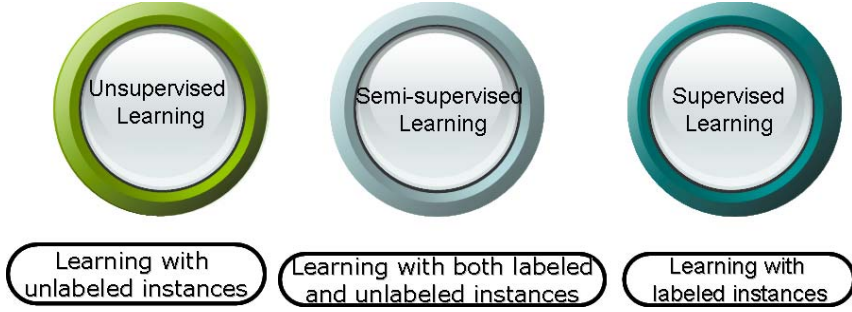 Unsupervised
Learning
Semi-supervised
Learning
Supervised
Learning
Learning with
unlabeled instances
Learning with both labeled
and unlabeled instances
Learning with
labeled instances